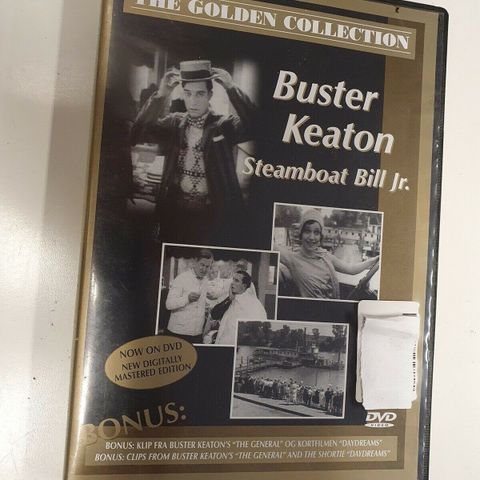 THE GOLDEN COLLECTION
Buster
Keaton
Steamboat Bill Jr.
NOW ON DVD
NEW DIGITALLY
MASTERED EDITION
BONUS:
DVD
VIDEO
BONUS: KLIP FRA BUSTER KEATON'S "THE GENERAL" OG KORTFILMEN "DAYDREAMS"
BONUS: CLIPS FROM BUSTER KEATON'S "THE GENERAL" AND THE SHORTIE "DAYDREAMS"